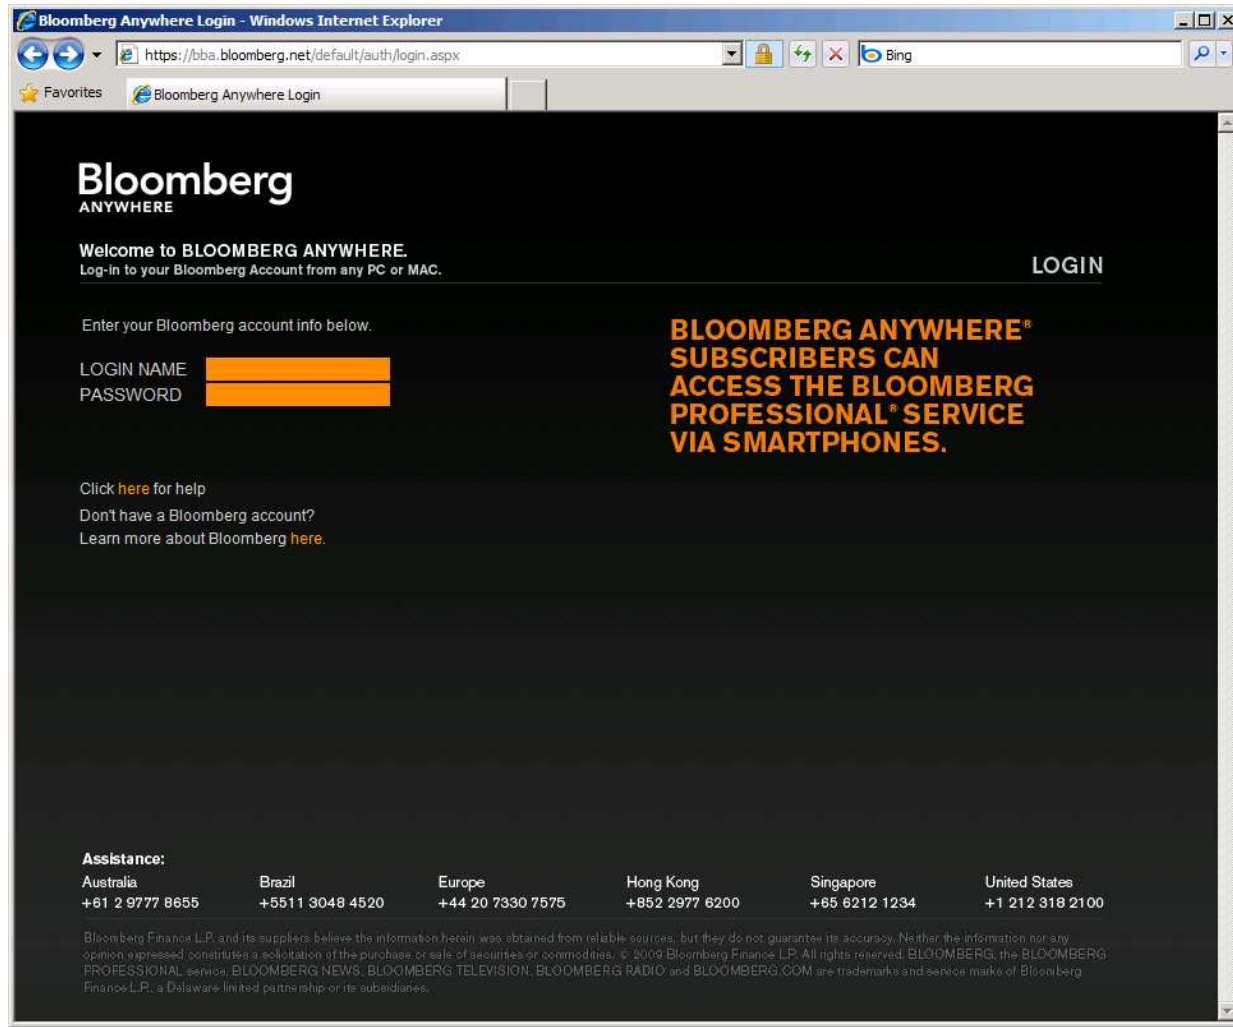 Bloomberg Anywhere Login - Windows Internet Explorer
https://bba.bloomberg.net/default/auth/login.aspx
Bing
Favorites
Bloomberg Anywhere Login
Bloomberg
ANYWHERE
Welcome to BLOOMBERG ANYWHERE.
Log-in to your Bloomberg Account from any PC or MAC.
LOGIN
Enter your Bloomberg account info below.
LOGIN NAME
PASSWORD
BLOOMBERG ANYWHERE®
SUBSCRIBERS CAN
ACCESS THE BLOOMBERG
PROFESSIONAL® SERVICE
VIA SMARTPHONES.
Click here for help
Don't have a Bloomberg account?
Learn more about Bloomberg here.
Assistance:
Australia Brazil Europe Hong Kong Singapore United States
+61 2 9777 8655 +5511 3048 4520 +44 20 7330 7575 +852 2977 6200 +65 6212 1234 +1 212 318 2100
Bloomberg Finance L.P. and its suppliers believe the information herein was obtained from reliable sources, but they do not guarantee its accuracy. Neither the information nor any
opinion expressed constitutes a solicitation of the purchase or sale of securities or commodities. © 2009 Bloomberg Finance L.P. All rights reserved. BLOOMBERG, the BLOOMBERG
PROFESSIONAL service, BLOOMBERG NEWS, BLOOMBERG TELEVISION, BLOOMBERG RADIO and BLOOMBERG.COM are trademarks and service marks of Bloomberg
Finance L.P., a Delaware limited partnership or its subsidiaries.